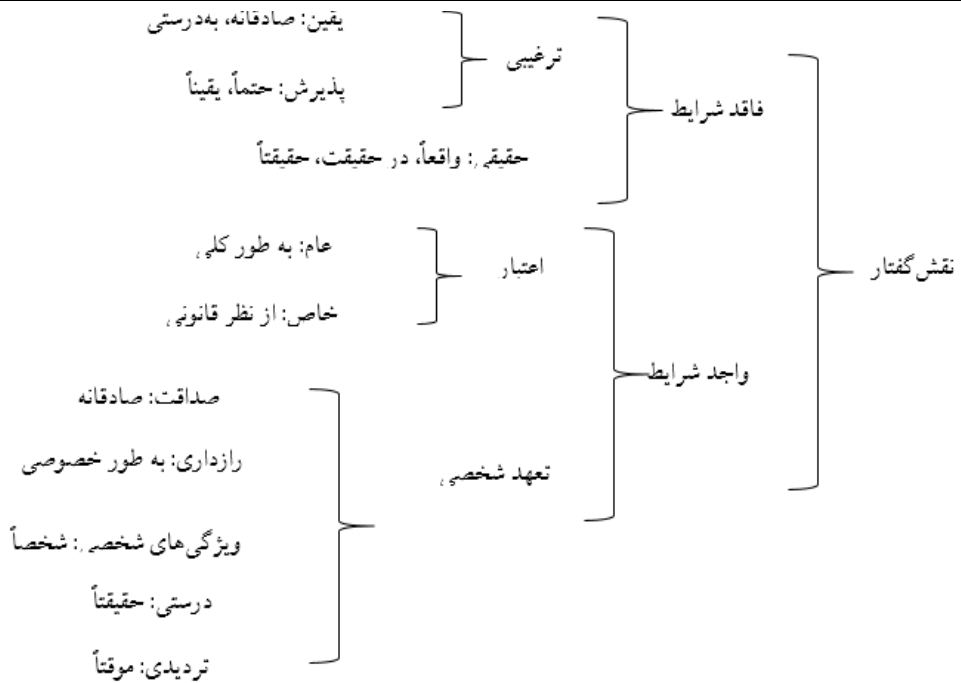 نقش‌گفتار
فاقد شرایط
ترغیبی
یقین: صادقانه، به‌درستی
پذیرش: حتماً، یقیناً
حقیقی: واقعاً، در حقیقت، حقیقتاً
واجد شرایط
اعتبار
عام: به طور کلی
خاص: از نظر قانونی
تعهد شخصی
صداقت: صادقانه
رازداری: به طور خصوصی
ویژگی‌های شخصی: شخصاً
درستی: حقیقتاً
تردیدی: موقتاً